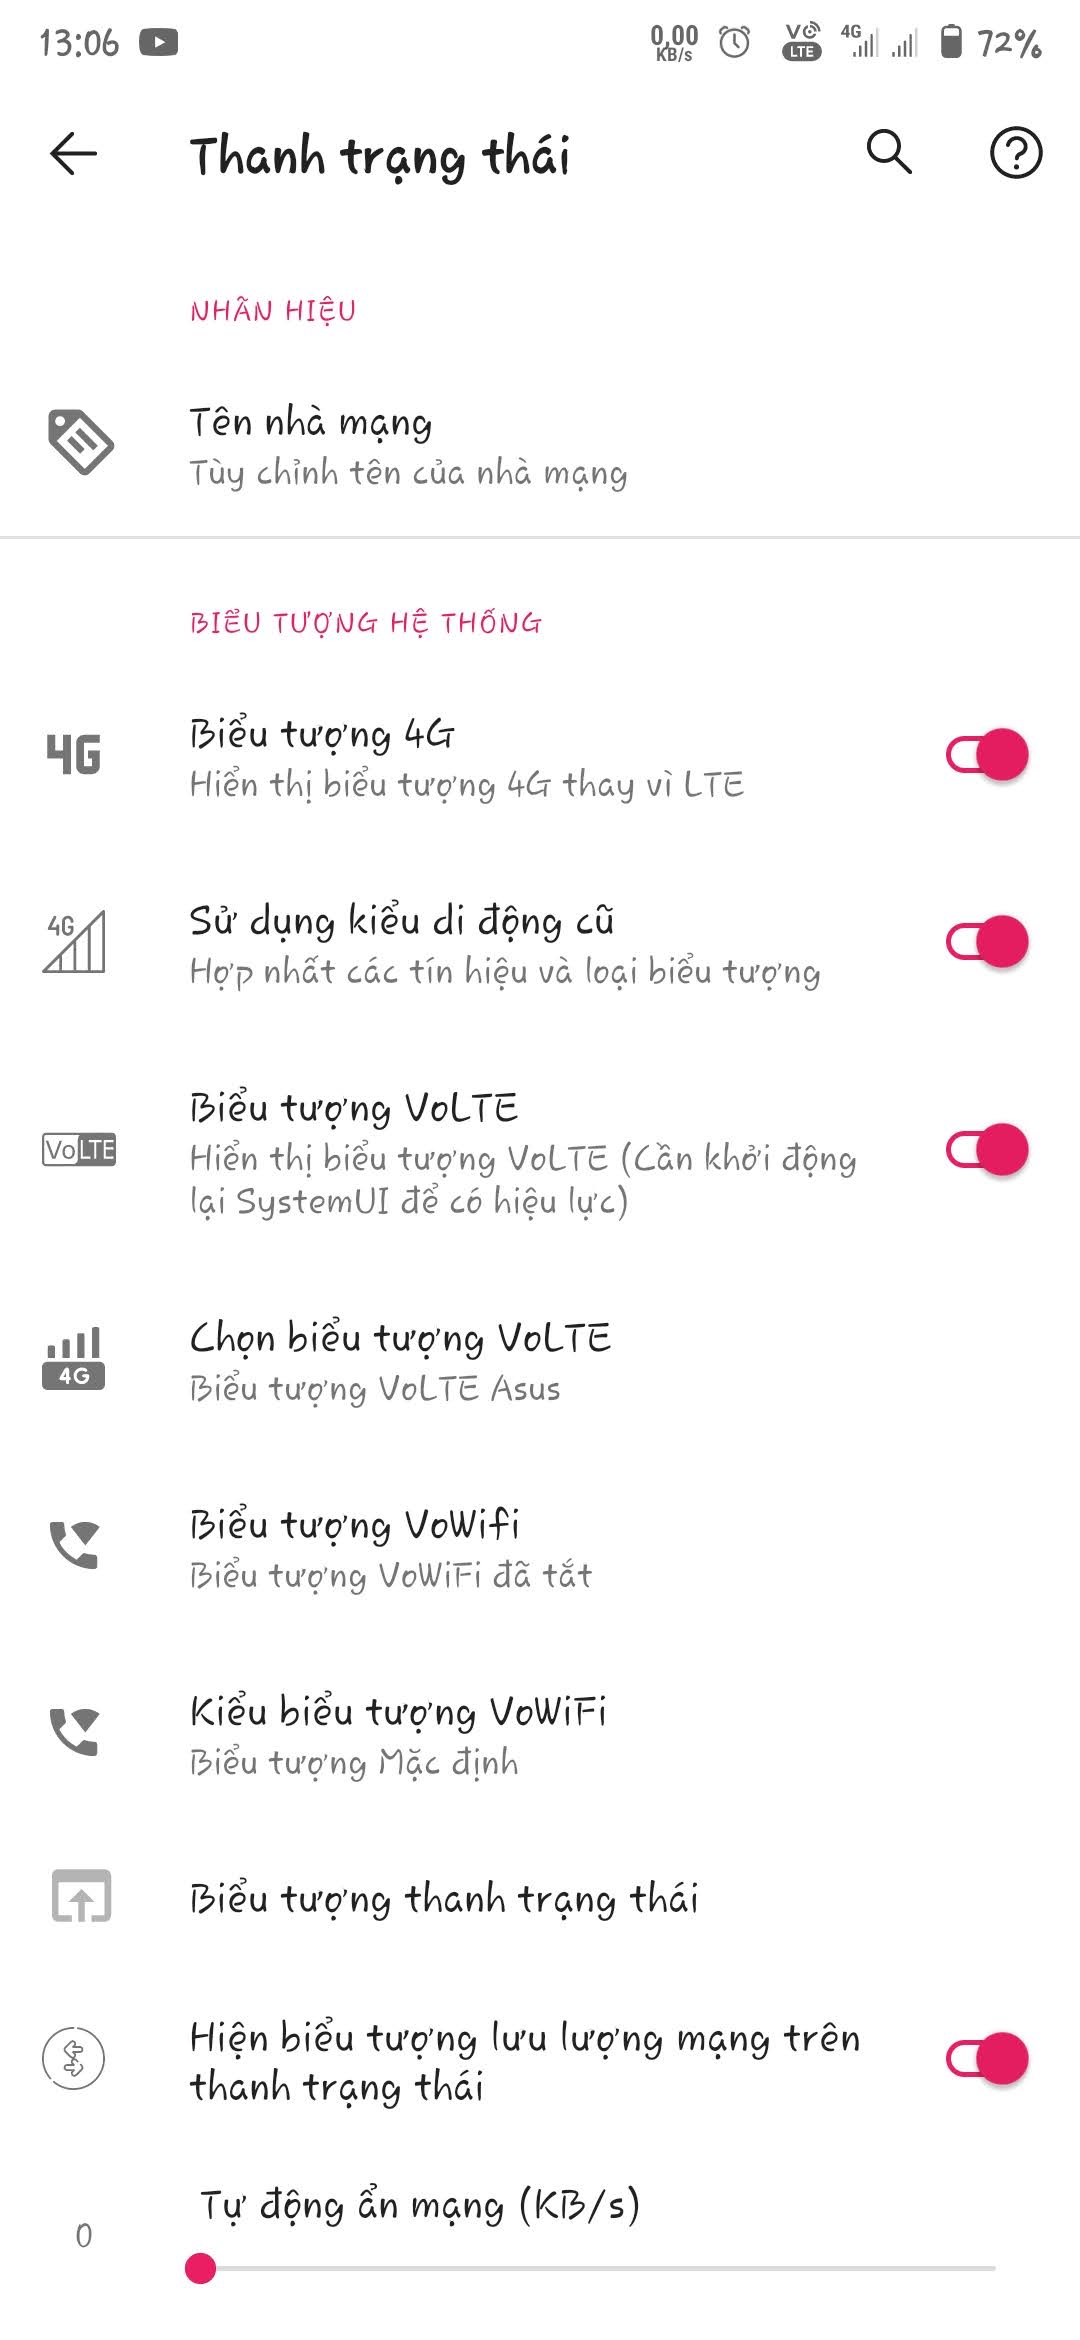 13:06
0,00
KB/s
VO
LTE
4G
72%
Thanh trạng thái
NHÃN HIỆU
Tên nhà mạng
Tùy chỉnh tên của nhà mạng
BIỂU TƯỢNG HỆ THỐNG
4G
Biểu tượng 4G
Hiển thị biểu tượng 4G thay vì LTE
4G
Sử dụng kiểu di động cũ
Hợp nhất các tín hiệu và loại biểu tượng
VoLTE
Biểu tượng VoLTE
Hiển thị biểu tượng VoLTE (Cần khởi động
lại SystemUI để có hiệu lực)
4G
Chọn biểu tượng VoLTE
Biểu tượng VoLTE Asus
Biểu tượng VoWifi
Biểu tượng VoWiFi đã tắt
Kiểu biểu tượng VoWiFi
Biểu tượng Mặc định
Biểu tượng thanh trạng thái
Hiện biểu tượng lưu lượng mạng trên
thanh trạng thái
Tự động ẩn mạng (KB/s)
0